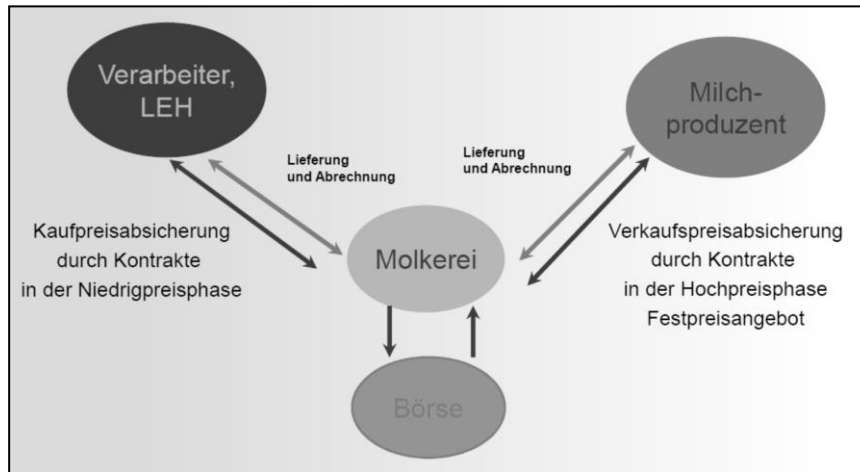 Verarbeiter,
LEH
Milch-
produzent
Lieferung
und Abrechnung
Lieferung
und Abrechnung
Kaufpreisabsicherung
durch Kontrakte
in der Niedrigpreisphase
Molkerei
Verkaufspreisabsicherung
durch Kontrakte
in der Hochpreisphase
Festpreisangebot
Börse